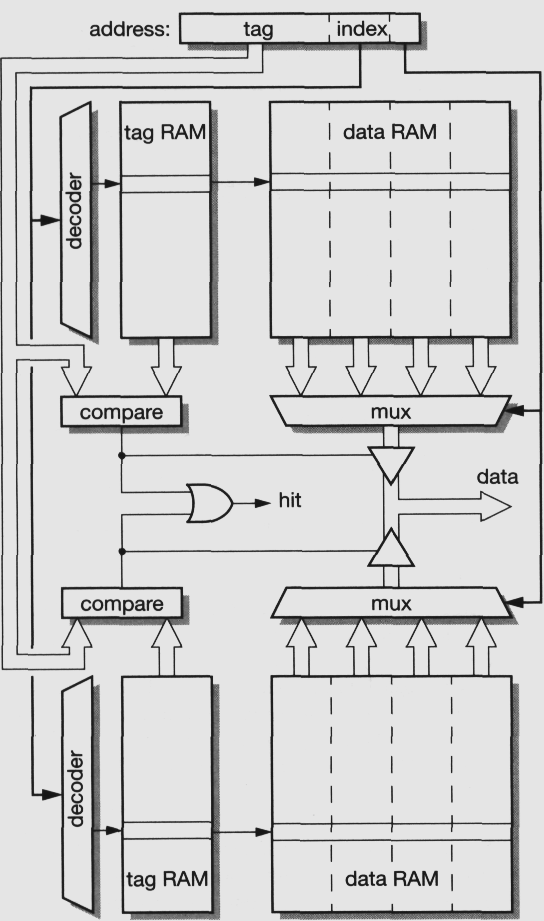 address: tag index
tag RAM data RAM
decoder
compare mux
data
hit
compare mux
decoder
tag RAM data RAM